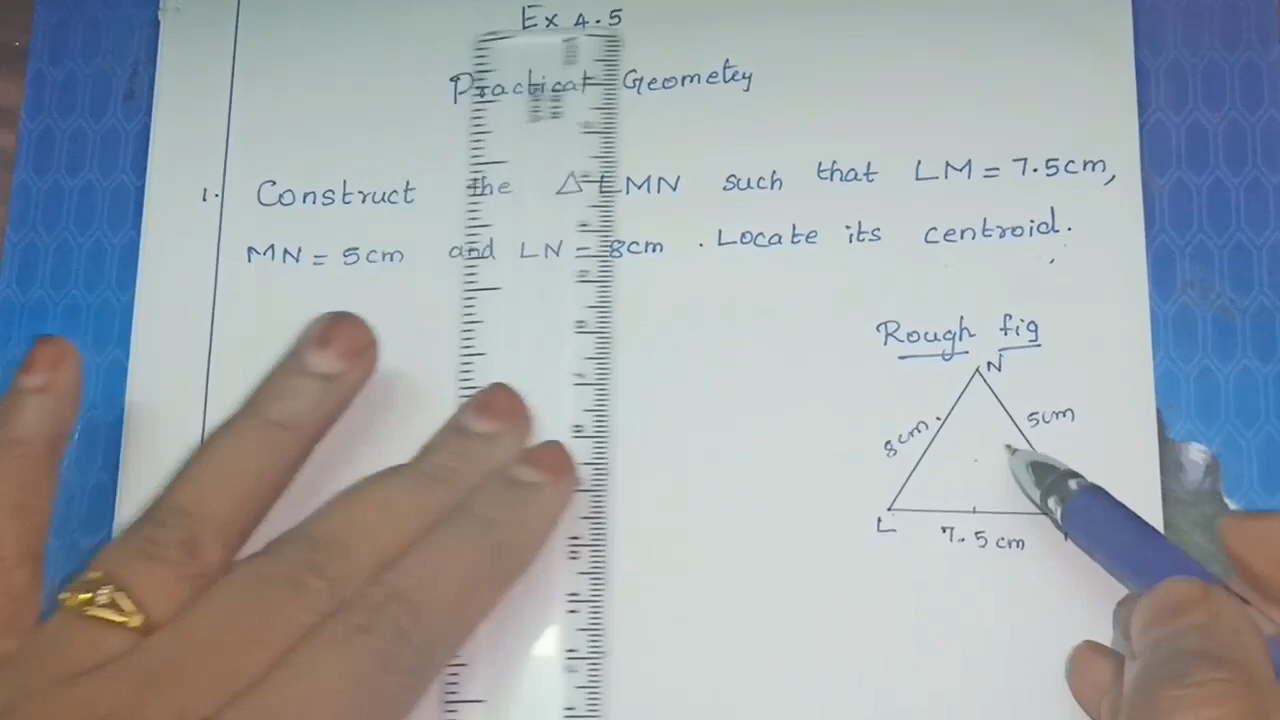 Ex 4.5
Practical Geometry
1. Construct the △ LMN such that LM = 7.5cm,
MN = 5cm and LN = 8cm . Locate its centroid.
Rough fig
N
8cm
5cm
L
7.5 cm